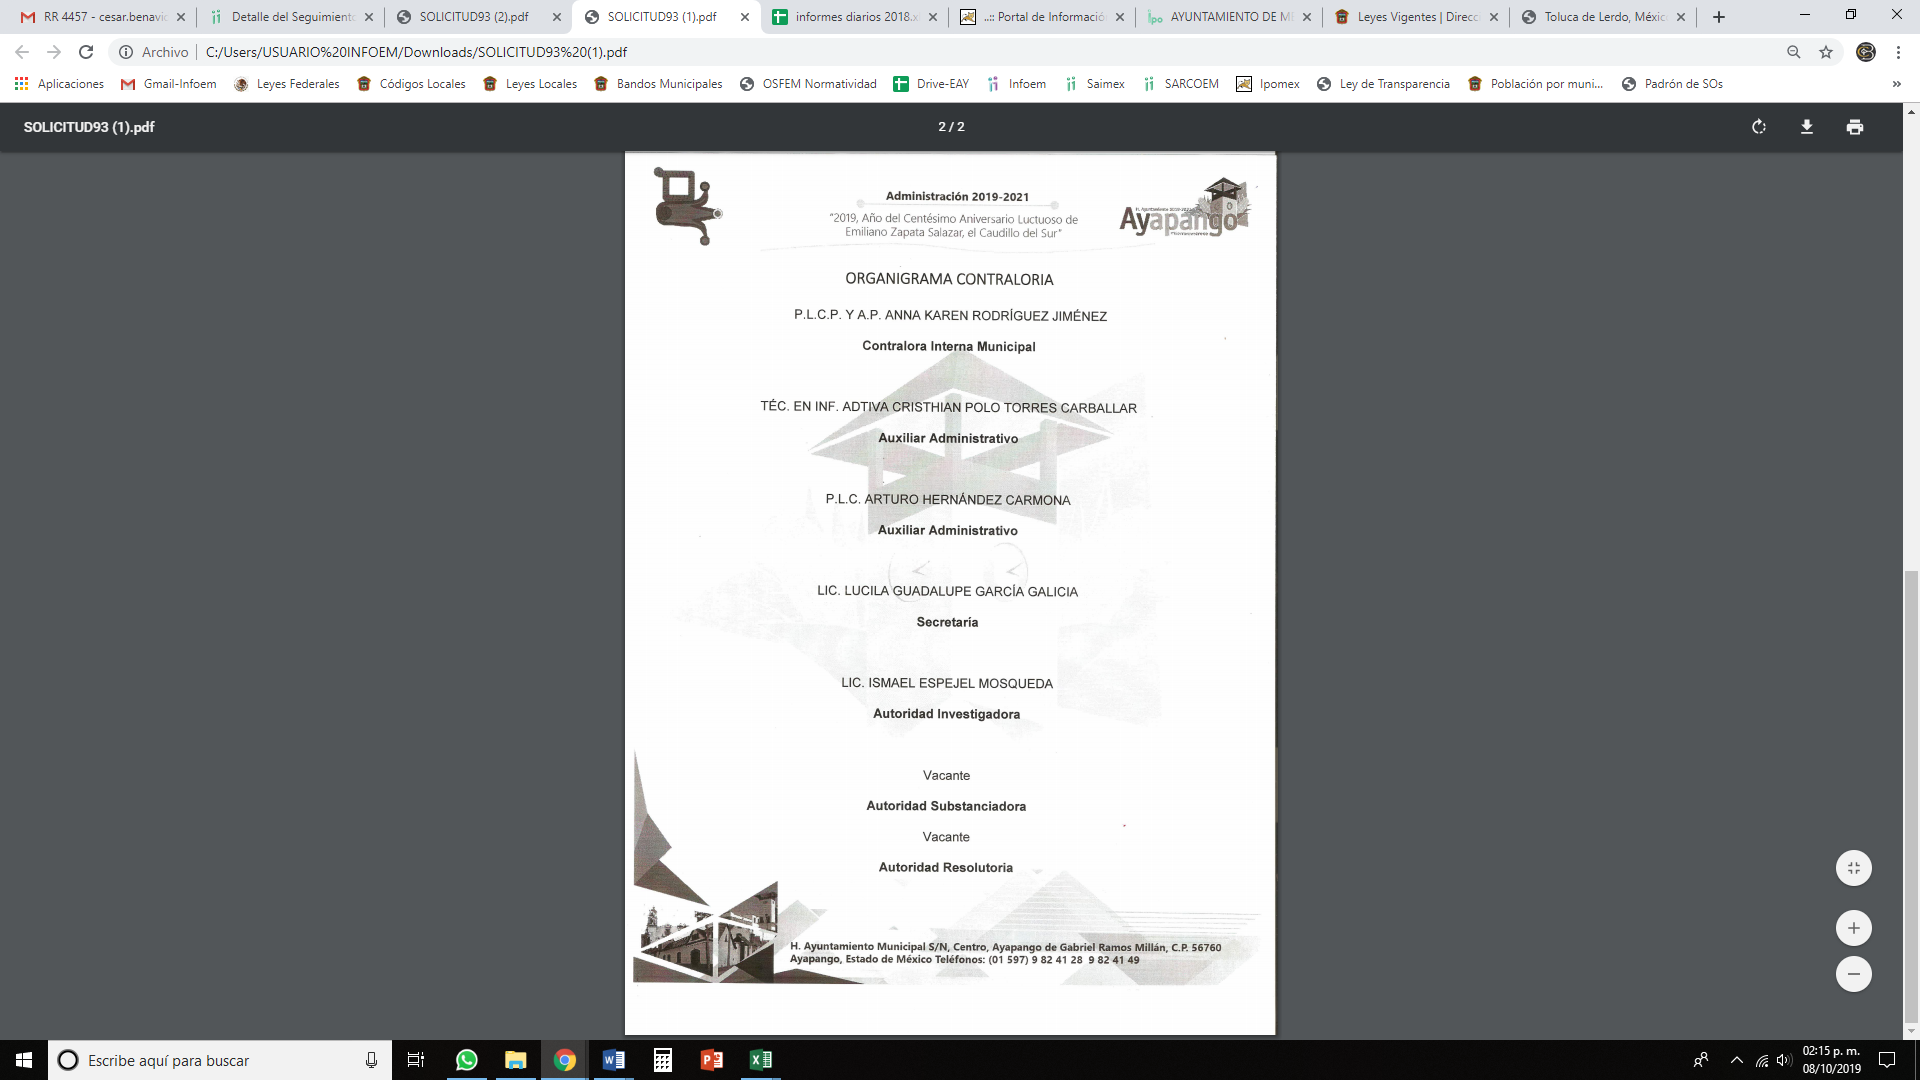 RR 4457 - cesar.benavid
Detalle del Seguimiento
SOLICITUD93 (2).pdf
SOLICITUD93 (1).pdf
informes diarios 2018.x
..:: Portal de Informació
AYUNTAMIENTO DE ME
Leyes Vigentes | Direcc
Toluca de Lerdo, Méxic
Archivo
C:/Users/USUARIO%20INFOEM/Downloads/SOLICITUD93%20(1).pdf
Aplicaciones
Gmail-Infoem
Leyes Federales
Códigos Locales
Leyes Locales
Bandos Municipales
OSFEM Normatividad
Drive-EAY
Infoem
Saimex
SARCOEM
Ipomex
Ley de Transparencia
Población por muni...
Padrón de SOs
»
SOLICITUD93 (1).pdf
2 / 2
Administración 2019-2021
"2019, Año del Centésimo Aniversario Luctuoso de
Emiliano Zapata Salazar, el Caudillo del Sur"
Ayapango
ORGANIGRAMA CONTRALORIA
P.L.C.P. Y A.P. ANNA KAREN RODRÍGUEZ JIMÉNEZ
Contralora Interna Municipal
TÉC. EN INF. ADTIVA CRISTHIAN POLO TORRES CARBALLAR
Auxiliar Administrativo
P.L.C. ARTURO HERNÁNDEZ CARMONA
Auxiliar Administrativo
LIC. LUCILA GUADALUPE GARCÍA GALICIA
Secretaría
LIC. ISMAEL ESPEJEL MOSQUEDA
Autoridad Investigadora
Vacante
Autoridad Substanciadora
Vacante
Autoridad Resolutoria
H. Ayuntamiento Municipal S/N, Centro, Ayapango de Gabriel Ramos Millán, C.P. 56760
Ayapango, Estado de México Teléfonos: (01 597) 9 82 41 28 9 82 41 49
Escribe aquí para buscar
02:15 p. m.
08/10/2019